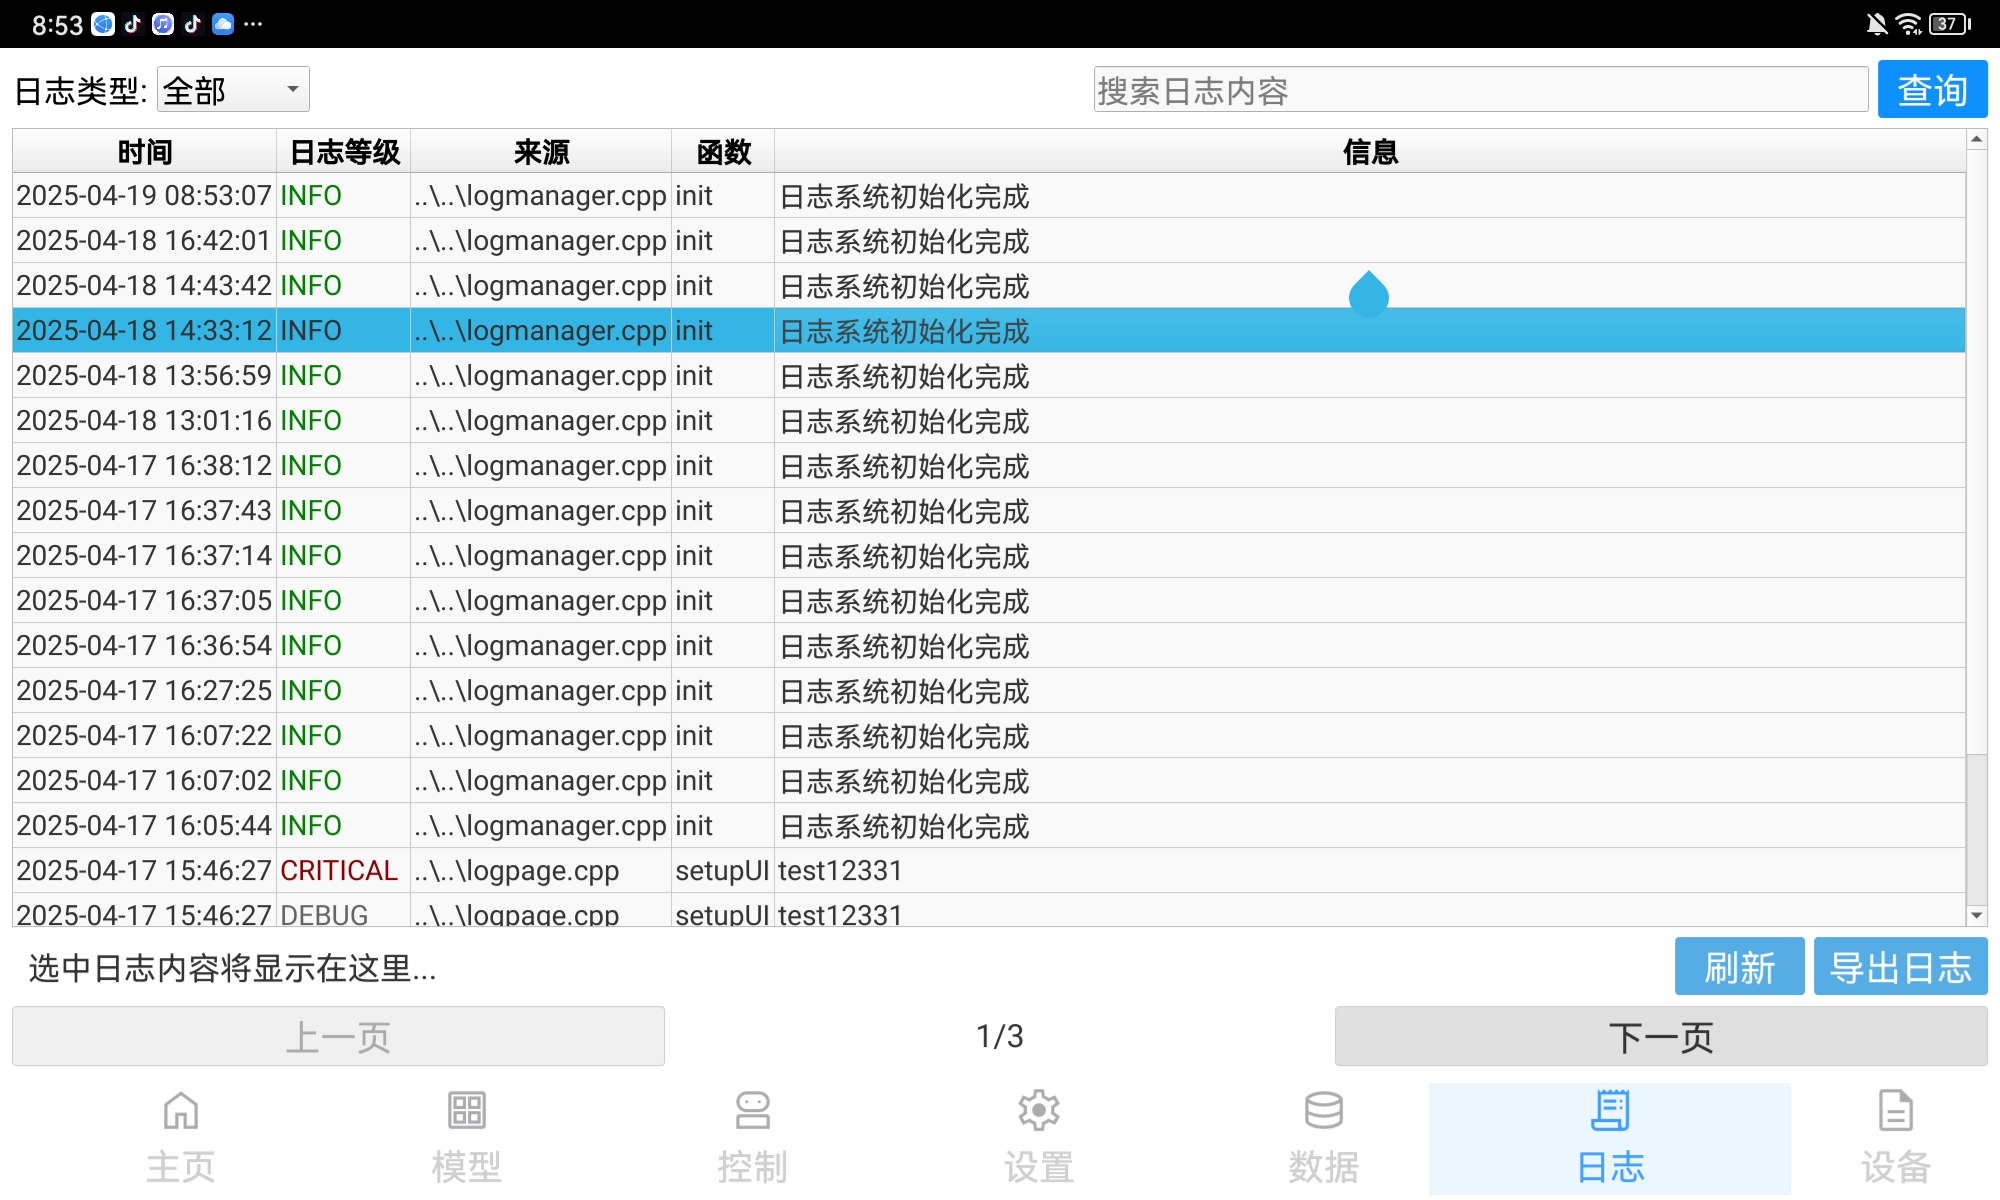 8:53 ... 37
日志类型: 全部 搜索日志内容 查询
时间 日志等级 来源 函数 信息
2025-04-19 08:53:07 INFO ..\..\logmanager.cpp init 日志系统初始化完成
2025-04-18 16:42:01 INFO ..\..\logmanager.cpp init 日志系统初始化完成
2025-04-18 14:43:42 INFO ..\..\logmanager.cpp init 日志系统初始化完成
2025-04-18 14:33:12 INFO ..\..\logmanager.cpp init 日志系统初始化完成
2025-04-18 13:56:59 INFO ..\..\logmanager.cpp init 日志系统初始化完成
2025-04-18 13:01:16 INFO ..\..\logmanager.cpp init 日志系统初始化完成
2025-04-17 16:38:12 INFO ..\..\logmanager.cpp init 日志系统初始化完成
2025-04-17 16:37:43 INFO ..\..\logmanager.cpp init 日志系统初始化完成
2025-04-17 16:37:14 INFO ..\..\logmanager.cpp init 日志系统初始化完成
2025-04-17 16:37:05 INFO ..\..\logmanager.cpp init 日志系统初始化完成
2025-04-17 16:36:54 INFO ..\..\logmanager.cpp init 日志系统初始化完成
2025-04-17 16:27:25 INFO ..\..\logmanager.cpp init 日志系统初始化完成
2025-04-17 16:07:22 INFO ..\..\logmanager.cpp init 日志系统初始化完成
2025-04-17 16:07:02 INFO ..\..\logmanager.cpp init 日志系统初始化完成
2025-04-17 16:05:44 INFO ..\..\logmanager.cpp init 日志系统初始化完成
2025-04-17 15:46:27 CRITICAL ..\..\logpage.cpp setupUI test12331
2025-04-17 15:46:27 DEBUG ..\..\logpage.cpp setupUI test12331
选中日志内容将显示在这里... 刷新 导出日志
上一页 1/3 下一页
主页 模型 控制 设置 数据 日志 设备